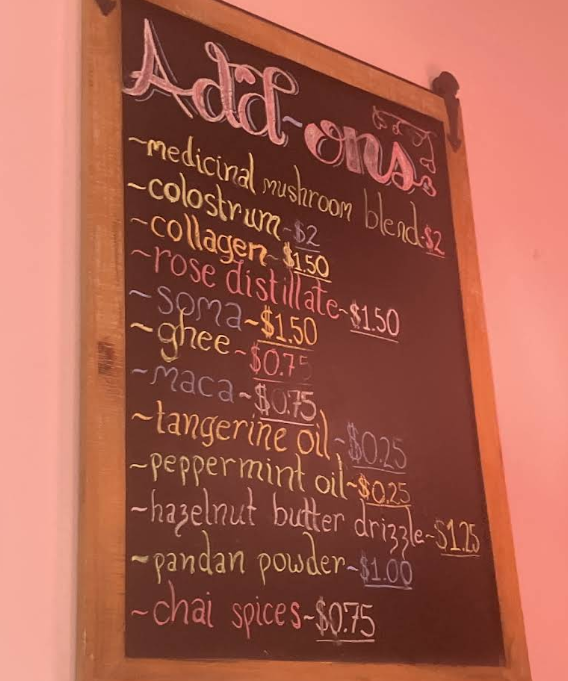 Add-ons:
~medicinal mushroom blend-$2
~colostrum-$2
~collagen-$1.50
~rose distillate-$1.50
~soma~$1.50
~ghee~$0.75
~maca~$0.75
~tangerine oil~$0.25
~peppermint oil~$0.25
~hazelnut butter drizzle~$1.25
~pandan powder~$1.00
~chai spices~$0.75